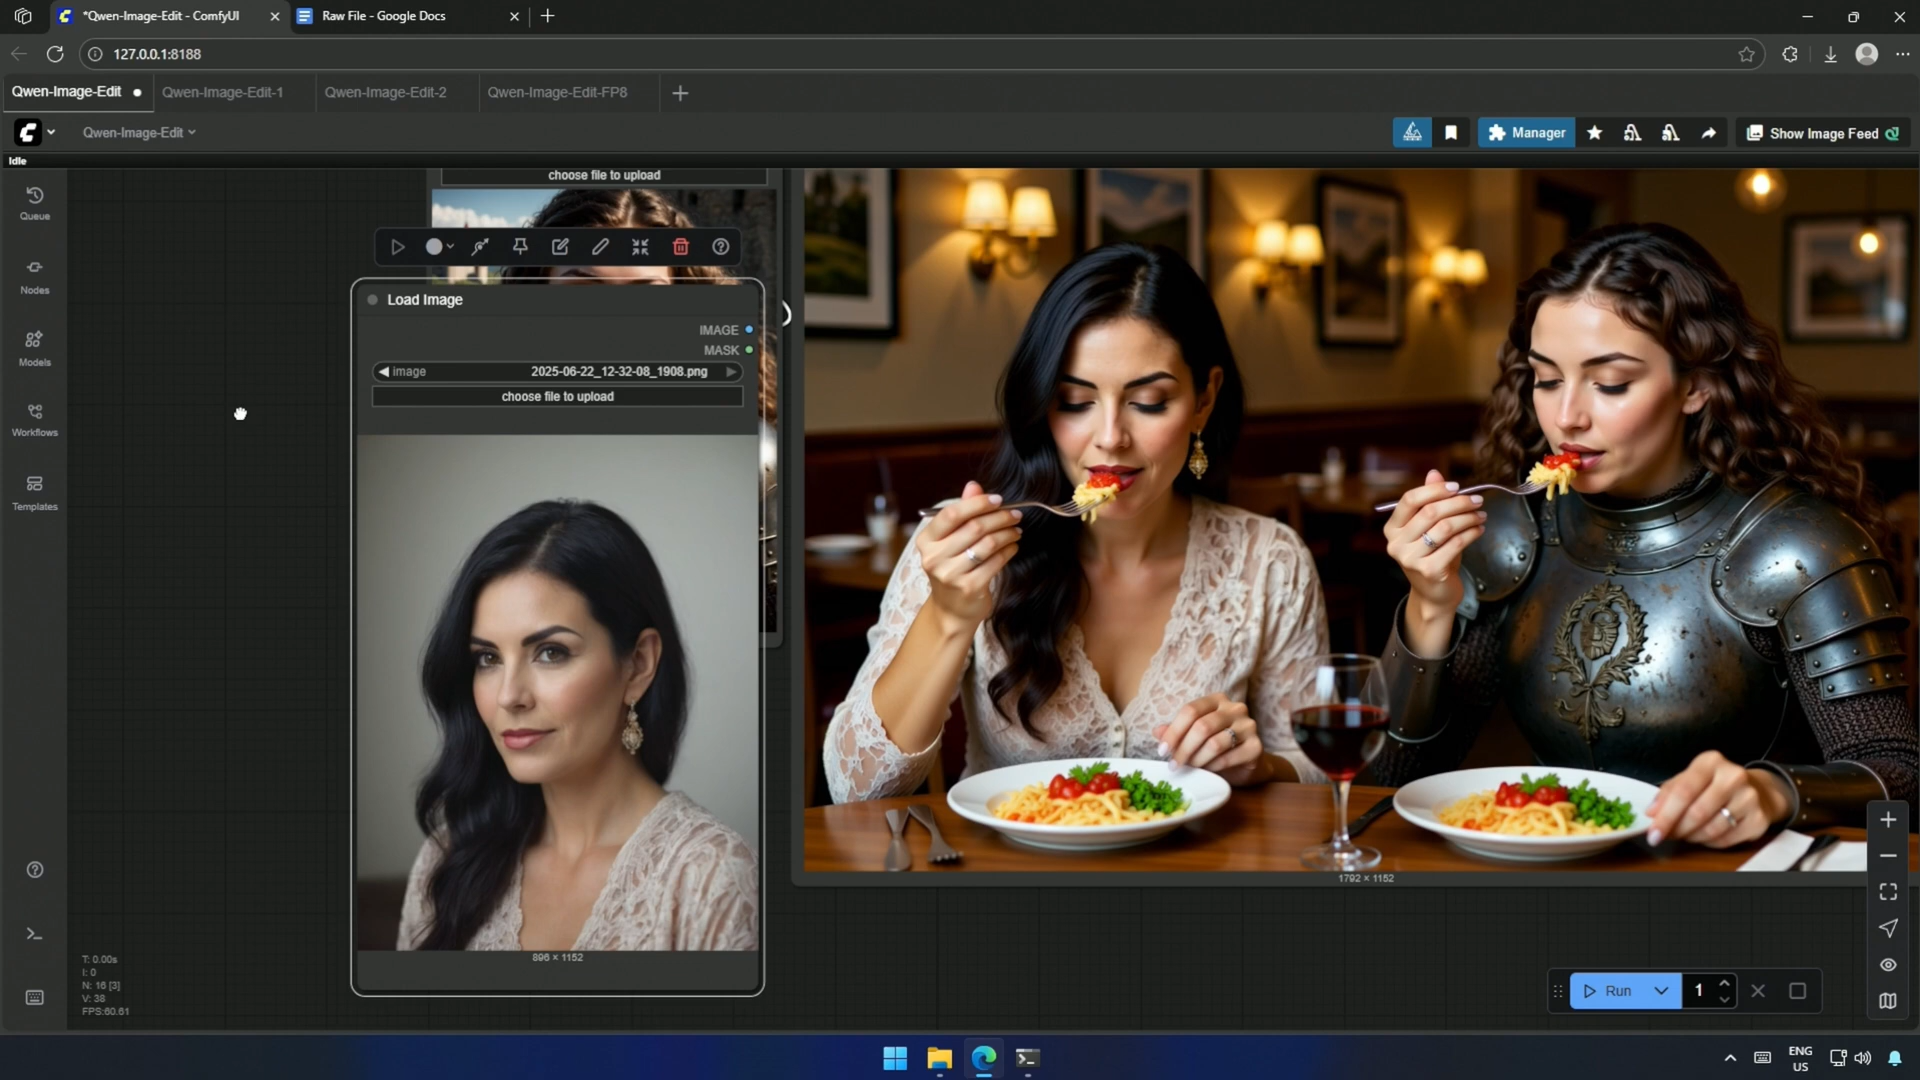 *Qwen-Image-Edit - ComfyUI
Raw File - Google Docs
127.0.0.1:8188
Qwen-Image-Edit
Qwen-Image-Edit-1
Qwen-Image-Edit-2
Qwen-Image-Edit-FP8
Qwen-Image-Edit
Manager
Show Image Feed
Idle
choose file to upload
Queue
Nodes
Models
Workflows
Templates
Load Image
IMAGE
MASK
image
2025-06-22_12-32-08_1908.png
choose file to upload
896 × 1152
1792 × 1152
T: 0.00s
I: 0
N: 16 [3]
V: 38
FPS:60.61
Run
1
ENG
US